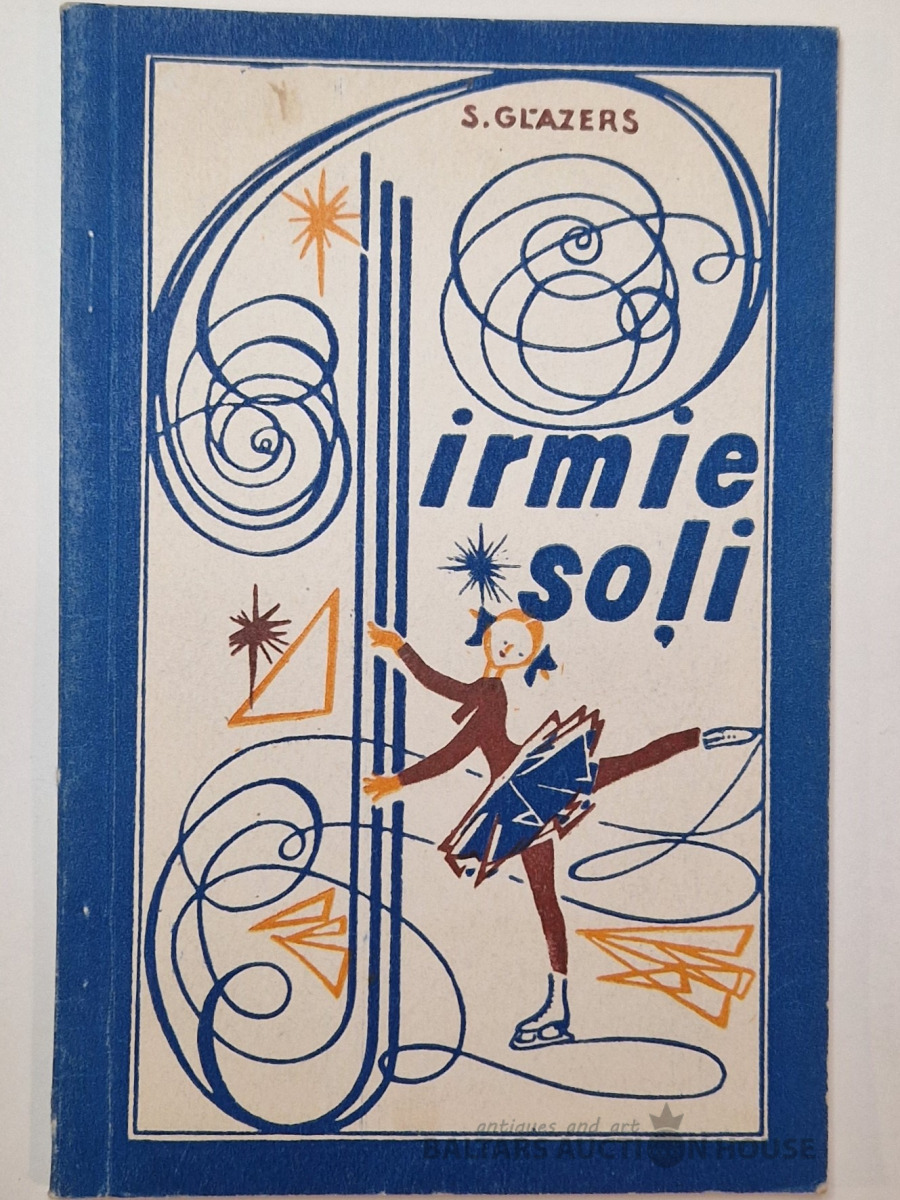 S. GLĀZERS
Pirmie
soļi
antiques and art
BALTARS AUCTION HOUSE